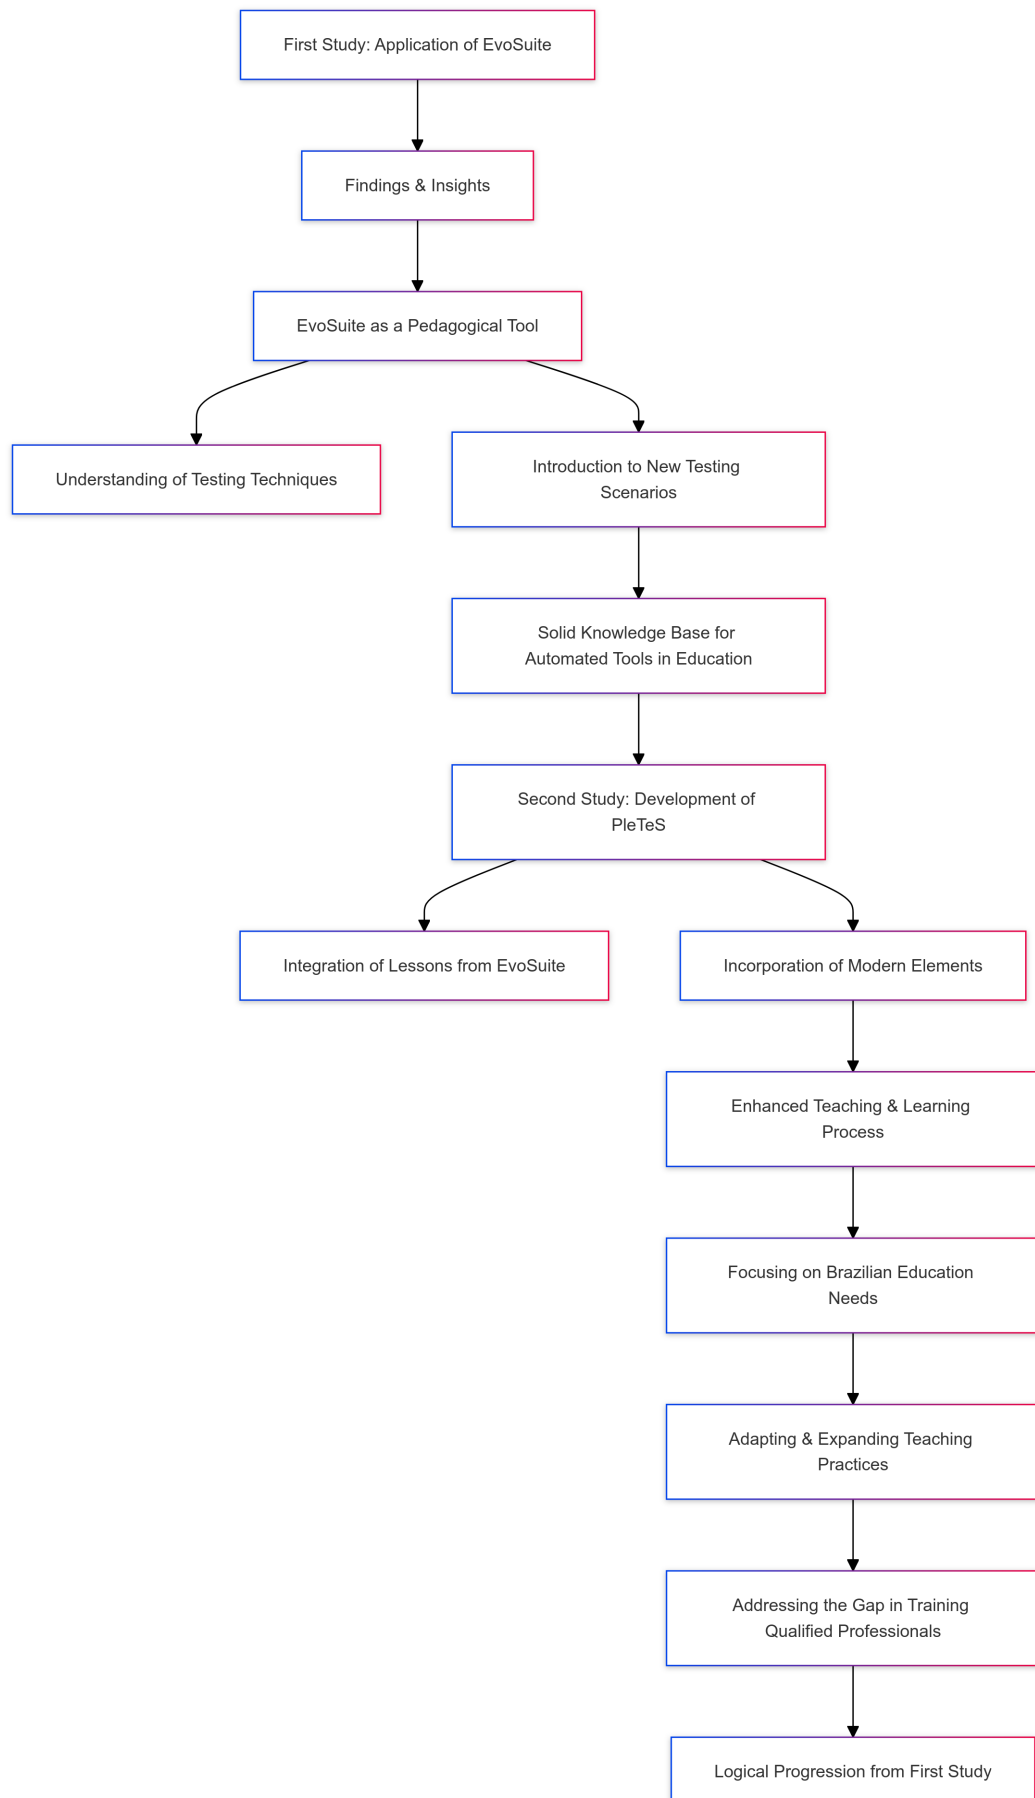 First Study: Application of EvoSuite
Findings & Insights
EvoSuite as a Pedagogical Tool
Understanding of Testing Techniques
Introduction to New Testing
Scenarios
Solid Knowledge Base for
Automated Tools in Education
Second Study: Development of
PleTeS
Integration of Lessons from EvoSuite
Incorporation of Modern Elements
Enhanced Teaching & Learning
Process
Focusing on Brazilian Education
Needs
Adapting & Expanding Teaching
Practices
Addressing the Gap in Training
Qualified Professionals
Logical Progression from First Study